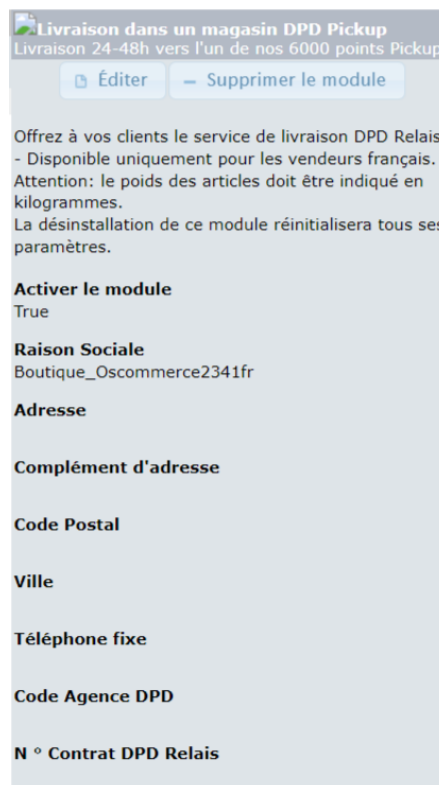 Livraison dans un magasin DPD Pickup
Livraison 24-48h vers l'un de nos 6000 points Pickup
Éditer
Supprimer le module
Offrez à vos clients le service de livraison DPD Relais
- Disponible uniquement pour les vendeurs français.
Attention: le poids des articles doit être indiqué en
kilogrammes.
La désinstallation de ce module réinitialisera tous ses
paramètres.
Activer le module
True
Raison Sociale
Boutique_Oscommerce2341fr
Adresse
Complément d'adresse
Code Postal
Ville
Téléphone fixe
Code Agence DPD
N ° Contrat DPD Relais